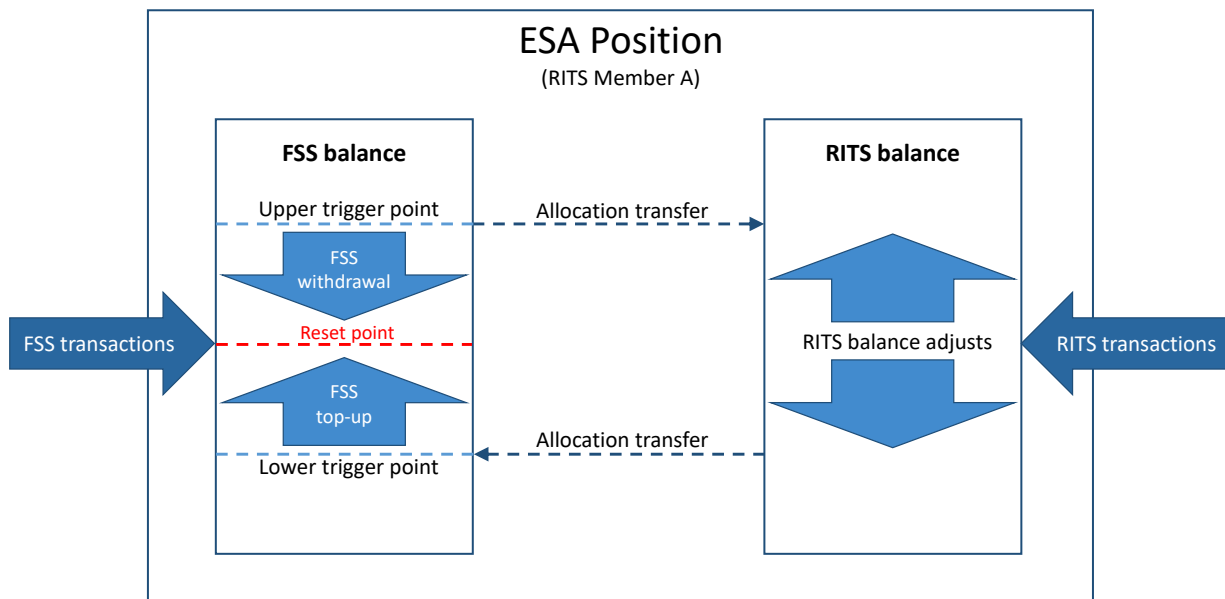 ESA Position
(RITS Member A)
FSS balance
RITS balance
Upper trigger point
Allocation transfer
FSS
withdrawal
Reset point
FSS transactions
RITS balance adjusts
RITS transactions
FSS
top-up
Allocation transfer
Lower trigger point